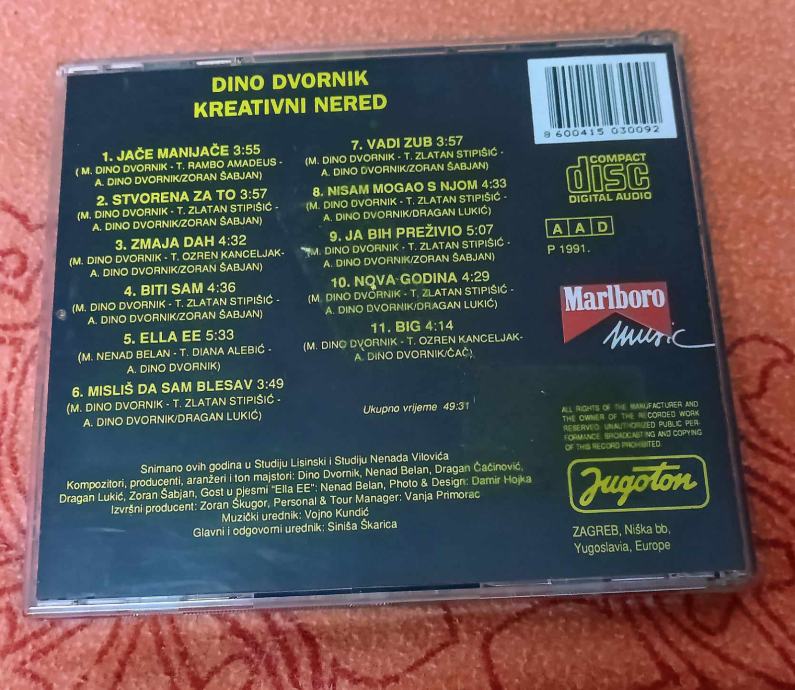 DINO DVORNIK
KREATIVNI NERED
1. JAČE MANIJAČE 3:55
( M. DINO DVORNIK - T. RAMBO AMADEUS -
A. DINO DVORNIK/ZORAN ŠABJAN)
2. STVORENA ZA TO 3:57
(M. DINO DVORNIK - T. ZLATAN STIPIŠIĆ -
A. DINO DVORNIK/ZORAN ŠABJAN)
3. ZMAJA DAH 4:32
(M. DINO DVORNIK - T. OZREN KANCELJAK-
A. DINO DVORNIK/ZORAN ŠABJAN)
4. BITI SAM 4:36
(M. DINO DVORNIK - T. ZLATAN STIPIŠIĆ -
A. DINO DVORNIK/ZORAN ŠABJAN)
5. ELLA EE 5:33
(M. NENAD BELAN - T. DIANA ALEBIĆ -
A. DINO DVORNIK)
6. MISLIŠ DA SAM BLESAV 3:49
(M. DINO DVORNIK - T. ZLATAN STIPIŠIĆ -
A. DINO DVORNIK/DRAGAN LUKIĆ)
7. VADI ZUB 3:57
(M. DINO DVORNIK - T. ZLATAN STIPIŠIĆ -
A. DINO DVORNIK/ZORAN ŠABJAN)
8. NISAM MOGAO S NJOM 4:33
(M. DINO DVORNIK - T. ZLATAN STIPIŠIĆ -
A. DINO DVORNIK/DRAGAN LUKIĆ)
9. JA BIH PREŽIVIO 5:07
(M. DINO DVORNIK - T. ZLATAN STIPIŠIĆ -
A. DINO DVORNIK/ZORAN ŠABJAN)
10. NOVA GODINA 4:29
(M. DINO DVORNIK - T. ZLATAN STIPIŠIĆ -
A. DINO DVORNIK/DRAGAN LUKIĆ)
11. BIG 4:14
(M. DINO DVORNIK - T. OZREN KANCELJAK-
A. DINO DVORNIK/ČAČ)
Ukupno vrijeme 49:31
Snimano ovih godina u Studiju Lisinski i Studiju Nenada Vilovića
Kompozitori, producenti, aranžeri i ton majstori: Dino Dvornik, Nenad Belan, Dragan Čačinović,
Dragan Lukić, Zoran Šabjan, Gost u pjesmi "Ella EE": Nenad Belan, Photo & Design: Damir Hojka
Izvršni producent: Zoran Škugor, Personal & Tour Manager: Vanja Primorac
Muzički urednik: Vojno Kundić
Glavni i odgovorni urednik: Siniša Škarica
8 600415 030092
COMPACT
disc
DIGITAL AUDIO
A A D
P 1991.
Marlboro
Music
ALL RIGHTS OF THE MANUFACTURER AND
THE OWNER OF THE RECORDED WORK
RESERVED. UNAUTHORIZED PUBLIC PER-
FORMANCE, BROADCASTING AND COPYING
OF THIS RECORD PROHIBITED.
Jugoton
ZAGREB, Niška bb,
Yugoslavia, Europe